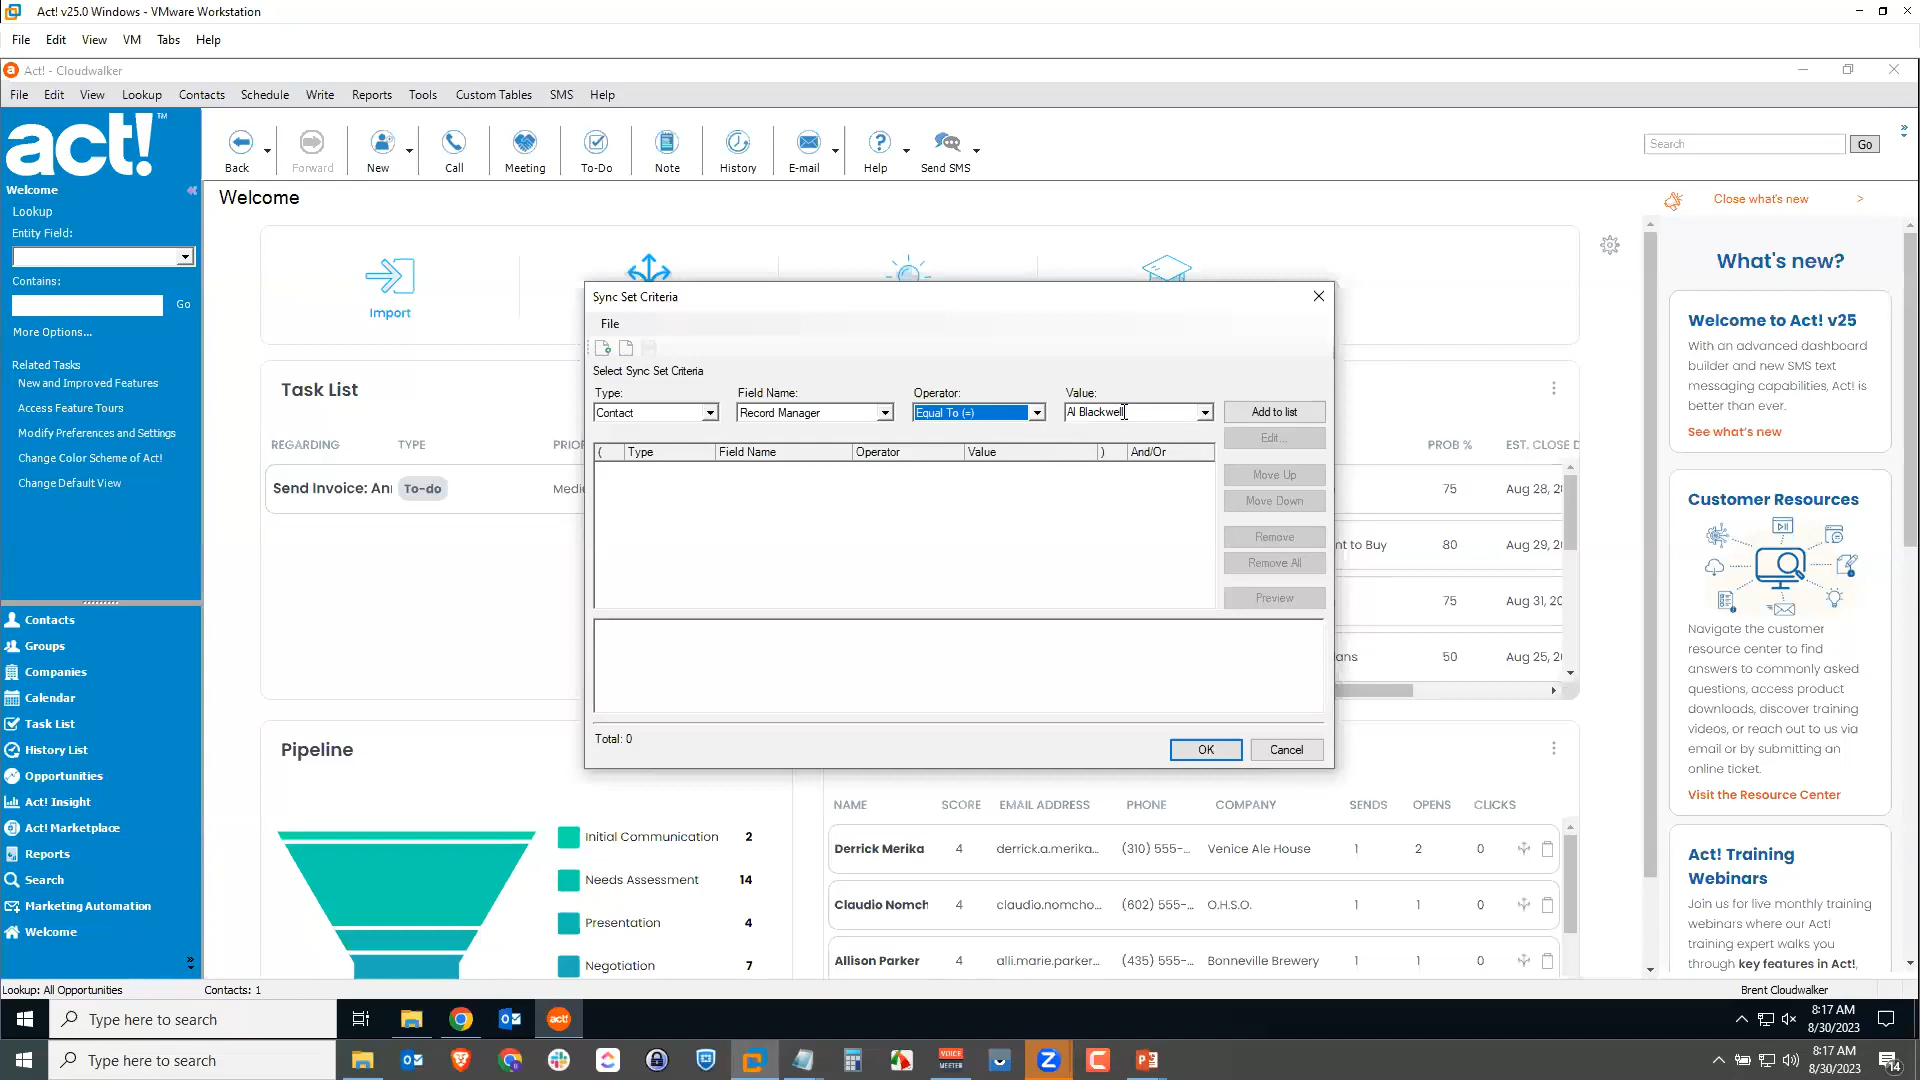 Act! v25.0 Windows - VMware Workstation
File Edit View VM Tabs Help
Act! - Cloudwalker
File Edit View Lookup Contacts Schedule Write Reports Tools Custom Tables SMS Help
act!™
Back Forward New Call Meeting To-Do Note History E-mail Help Send SMS
Search Go
Welcome
Lookup
Entity Field:
Contains:
Go
More Options...
Related Tasks
New and Improved Features
Access Feature Tours
Modify Preferences and Settings
Change Color Scheme of Act!
Change Default View
Contacts
Groups
Companies
Calendar
Task List
History List
Opportunities
Act! Insight
Act! Marketplace
Reports
Search
Marketing Automation
Welcome
Welcome
Import
Task List
REGARDING TYPE PRIO
Send Invoice: An To-do Medi
Sync Set Criteria
File
Select Sync Set Criteria
Type: Field Name: Operator: Value:
Contact Record Manager Equal To (=) Al Blackwell Add to list
Edit...
( Type Field Name Operator Value ) And/Or
Move Up
Move Down
Remove
Remove All
Preview
Total: 0
OK Cancel
PROB % EST. CLOSE D
75 Aug 28, 2
nt to Buy 80 Aug 29, 2
75 Aug 31, 20
ans 50 Aug 25, 2
Pipeline
Initial Communication 2
Needs Assessment 14
Presentation 4
Negotiation 7
NAME SCORE EMAIL ADDRESS PHONE COMPANY SENDS OPENS CLICKS
Derrick Merika 4 derrick.a.merika... (310) 555-... Venice Ale House 1 2 0
Claudio Nomch 4 claudio.nomcho... (602) 555-... O.H.S.O. 1 1 0
Allison Parker 4 alli.marie.parker... (435) 555-... Bonneville Brewery 1 1 0
Close what's new >
What's new?
Welcome to Act! v25
With an advanced dashboard
builder and new SMS text
messaging capabilities, Act! is
better than ever.
See what's new
Customer Resources
Navigate the customer
resource center to find
answers to commonly asked
questions, access product
downloads, discover training
videos, or reach out to us via
email or by submitting an
online ticket.
Visit the Resource Center
Act! Training
Webinars
Join us for live monthly training
webinars where our Act!
training expert walks you
through key features in Act!,
Lookup: All Opportunities Contacts: 1 Brent Cloudwalker
Type here to search
act!
8:17 AM
8/30/2023
Type here to search
VOICE
MEETER
8:17 AM
8/30/2023
14